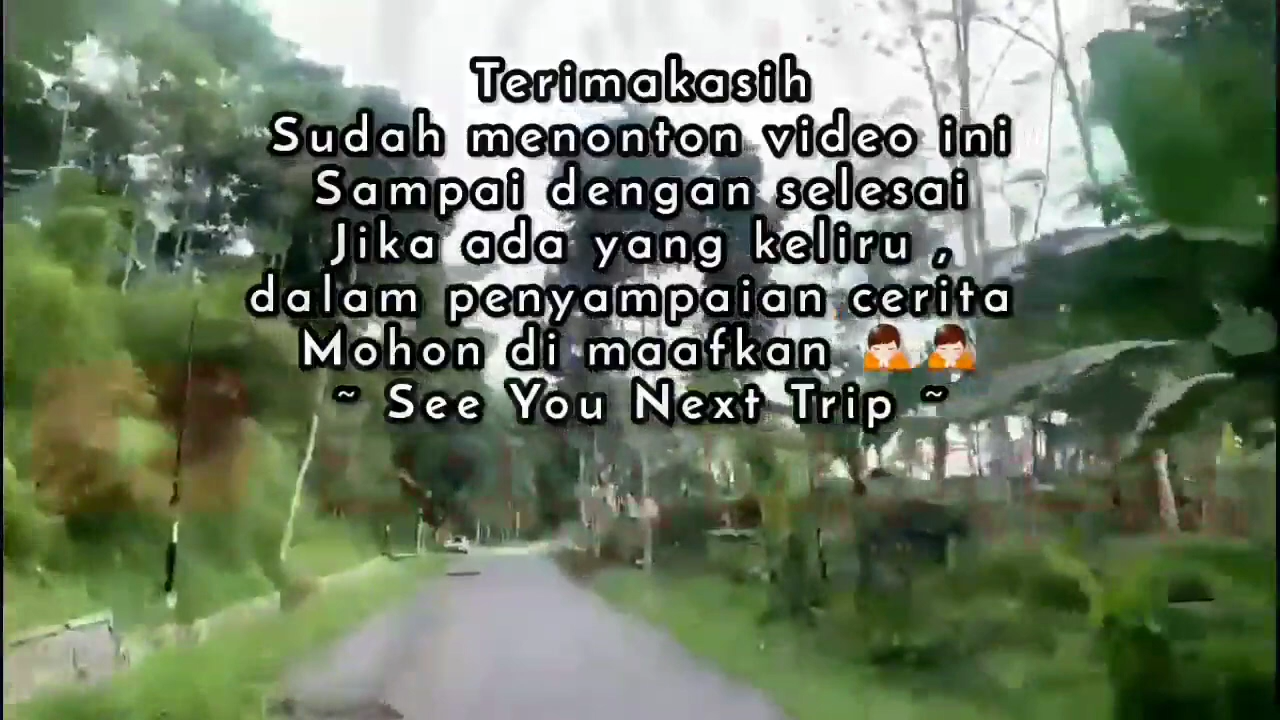 Terimakasih
Sudah menonton video ini
Sampai dengan selesai
Jika ada yang keliru ,
dalam penyampaian cerita
Mohon di maafkan 🙏🙏
~ See You Next Trip ~